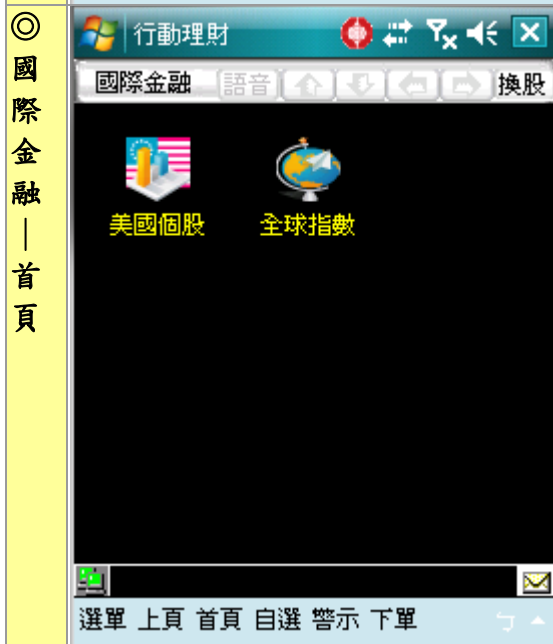 ◎國際金融—首頁
行動理財
國際金融 語音 換股
美國個股 全球指數
選單 上頁 首頁 自選 警示 下單 ㄅ